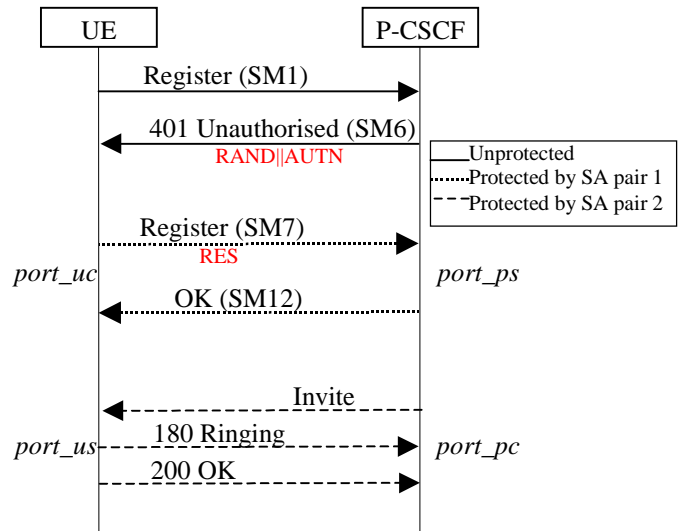 UE
P-CSCF
Register (SM1)
401 Unauthorised (SM6)
RAND||AUTN
Unprotected
Protected by SA pair 1
Protected by SA pair 2
Register (SM7)
RES
port_uc
port_ps
OK (SM12)
Invite
port_us
180 Ringing
port_pc
200 OK